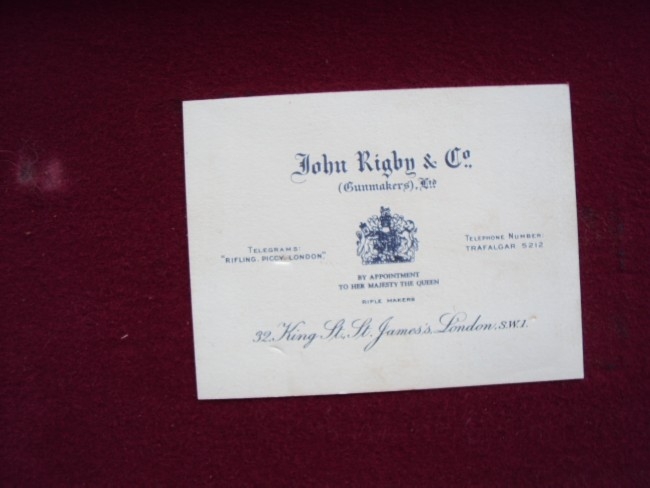 John Rigby & Co.
(Gunmakers), Ltd
TELEGRAMS:
"RIFLING, PICCY, LONDON."
TELEPHONE NUMBER:
TRAFALGAR 5212
BY APPOINTMENT
TO HER MAJESTY THE QUEEN
RIFLE MAKERS
32, King St, St. James's, London. S.W.1.